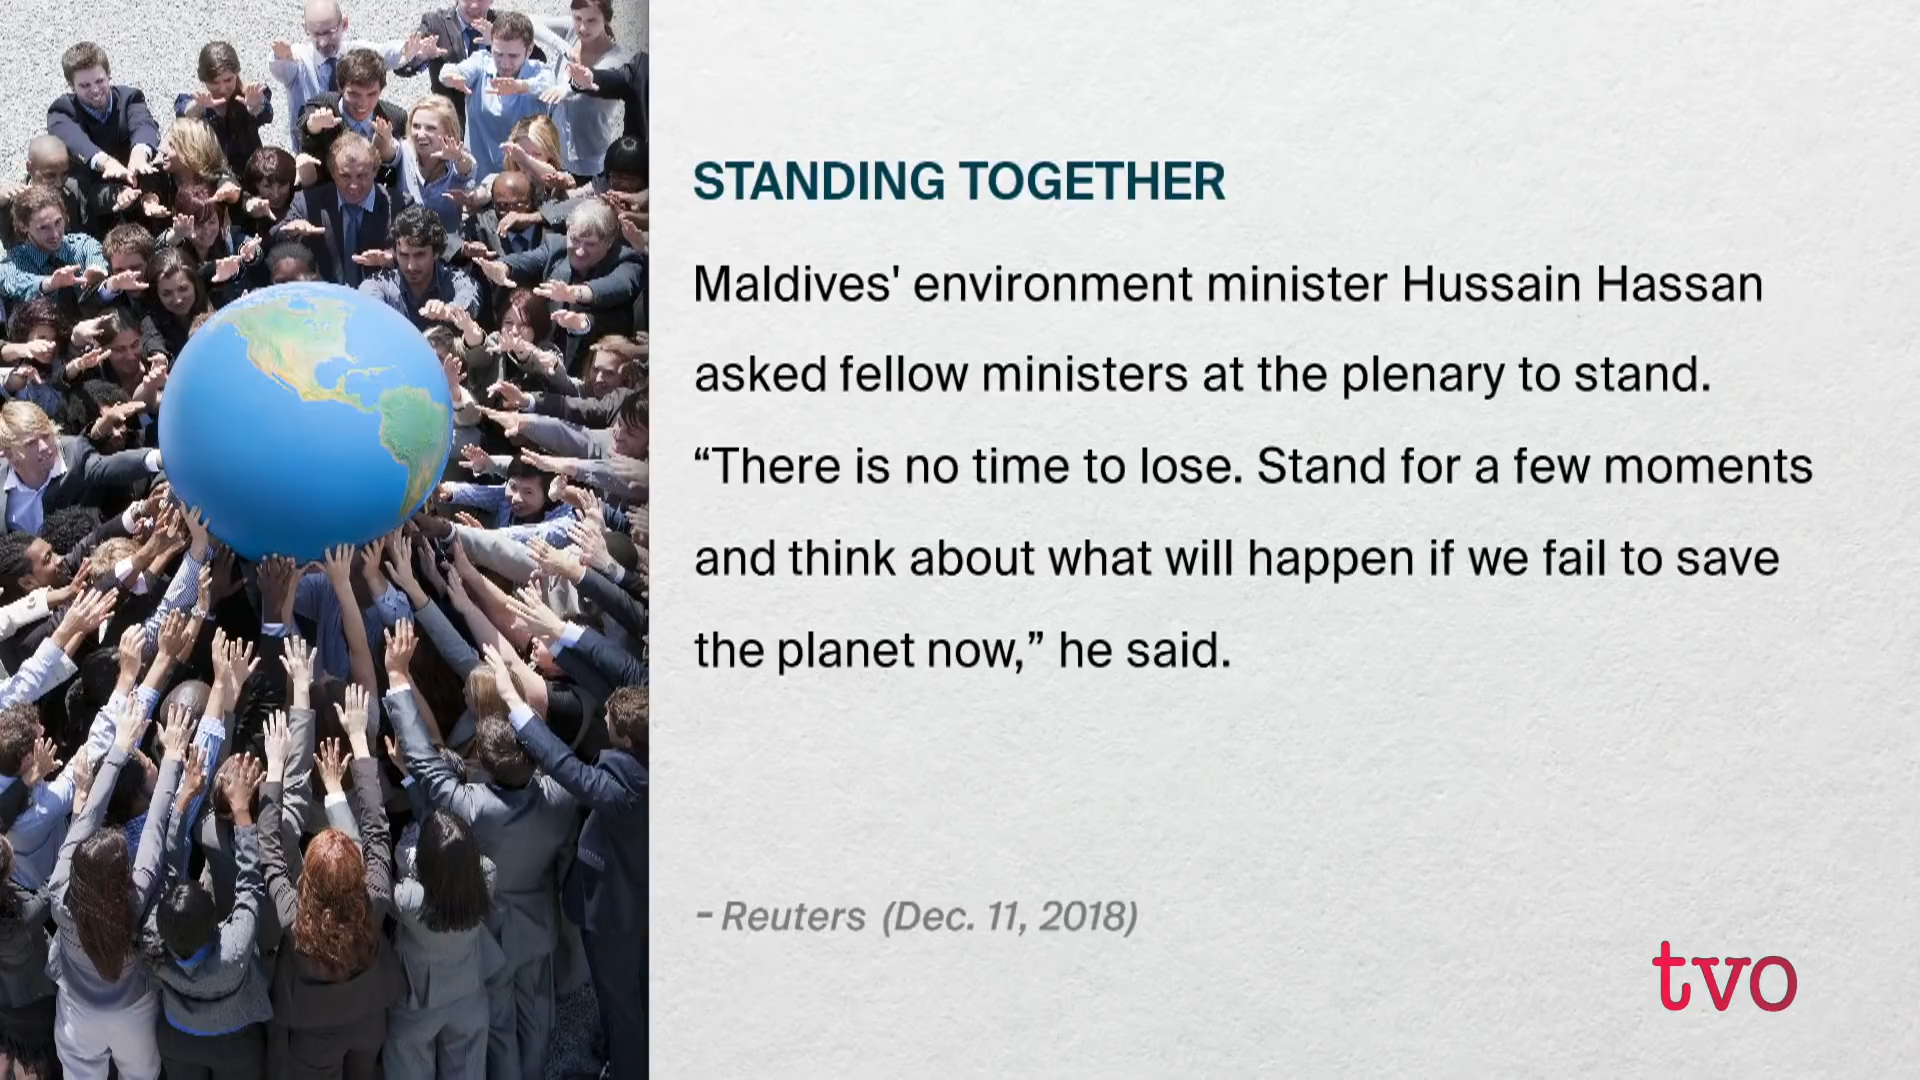 STANDING TOGETHER
Maldives' environment minister Hussain Hassan
asked fellow ministers at the plenary to stand.
“There is no time to lose. Stand for a few moments
and think about what will happen if we fail to save
the planet now,” he said.
- Reuters (Dec. 11, 2018)
tvo